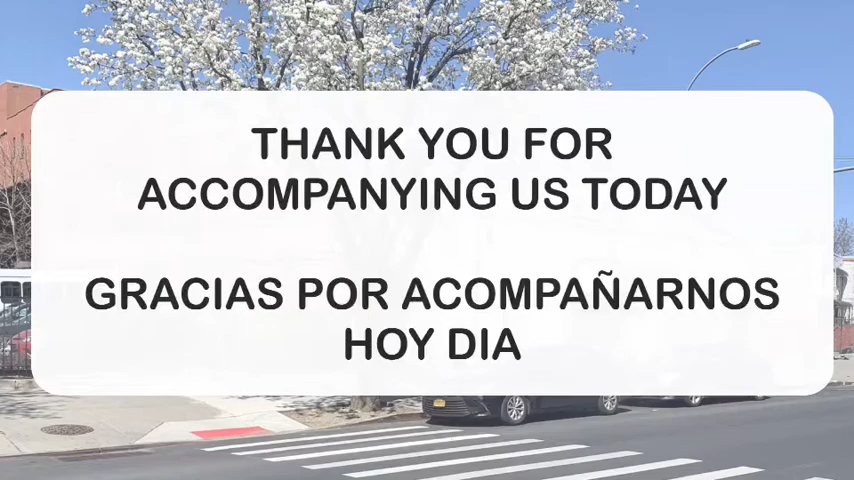 THANK YOU FOR
ACCOMPANYING US TODAY
GRACIAS POR ACOMPAÑARNOS
HOY DIA